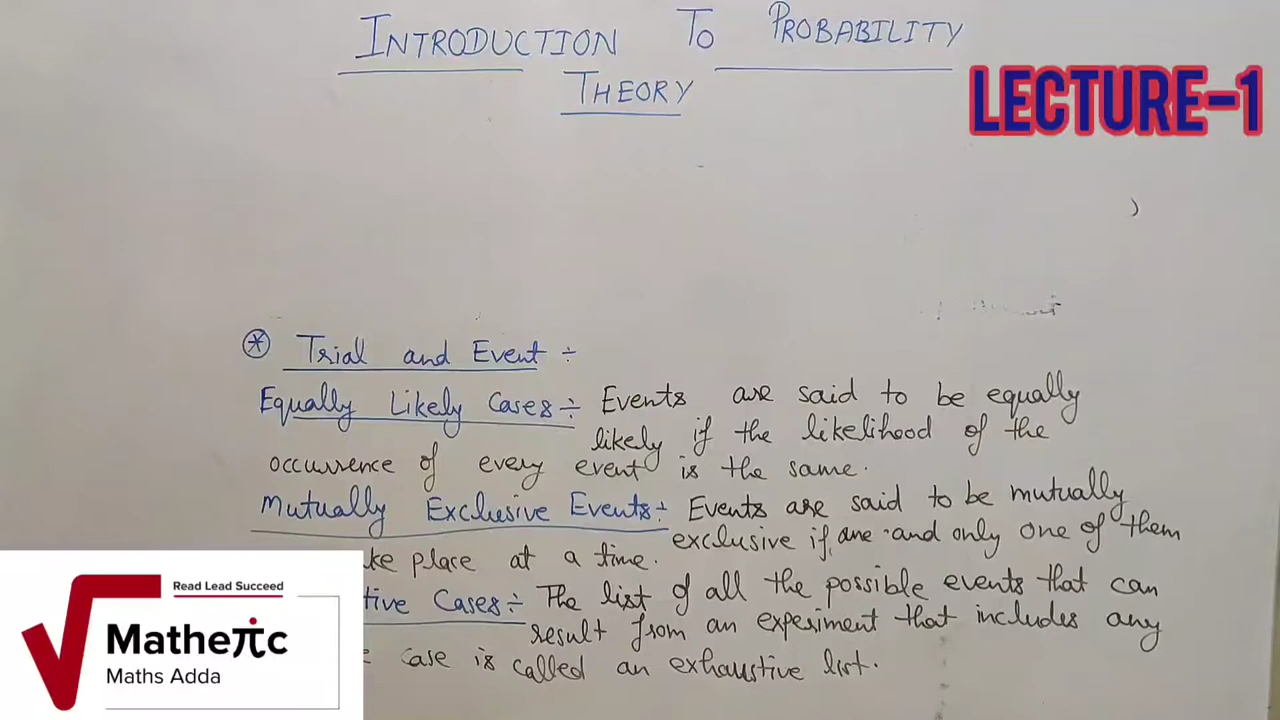 INTRODUCTION TO PROBABILITY
THEORY
LECTURE-1
⊛ Trial and Event ÷
Equally Likely Cases ÷ Events are said to be equally
likely if the likelihood of the
occurrence of every event is the same.
Mutually Exclusive Events ÷ Events are said to be mutually
exclusive if one and only one of them
place at a time.
Cases ÷ The list of all the possible events that can
result from an experiment that includes any
case is called an exhaustive list.
Read Lead Succeed
Matheπc
Maths Adda